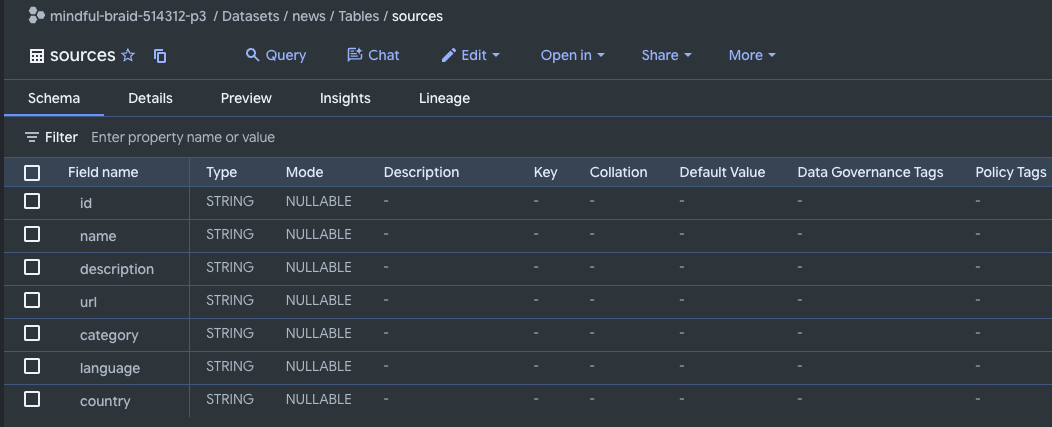 mindful-braid-514312-p3 / Datasets / news / Tables / sources
sources Query Chat Edit Open in Share More
Schema Details Preview Insights Lineage
Filter Enter property name or value
Field name Type Mode Description Key Collation Default Value Data Governance Tags Policy Tags
id STRING NULLABLE - - - - - -
name STRING NULLABLE - - - - - -
description STRING NULLABLE - - - - - -
url STRING NULLABLE - - - - - -
category STRING NULLABLE - - - - - -
language STRING NULLABLE - - - - - -
country STRING NULLABLE - - - - - -